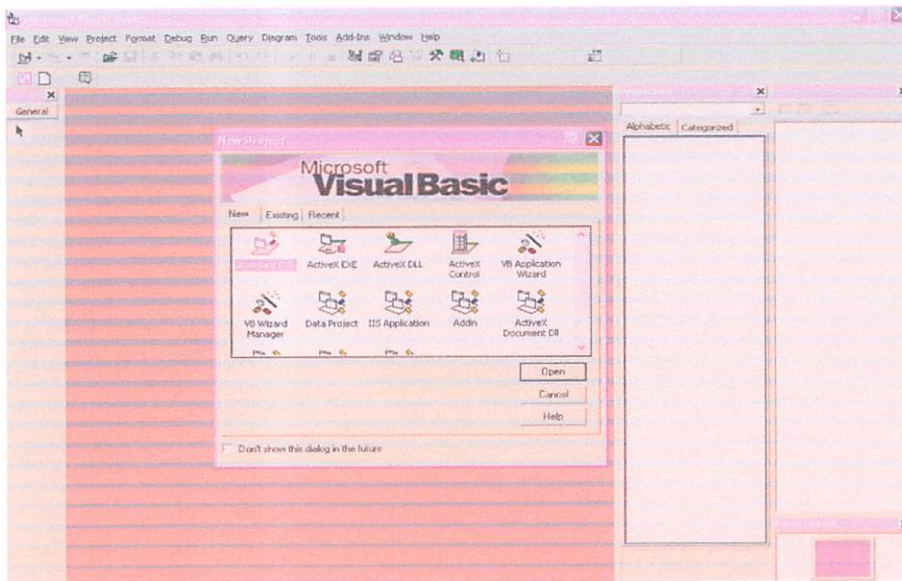 File Edit View Project Format Debug Run Query Diagram Tools Add-Ins Window Help
General
Alphabetic Categorized
New Project
Microsoft
Visual Basic
New Existing Recent
Standard EXE ActiveX EXE ActiveX DLL ActiveX Control VB Application Wizard
VB Wizard Manager Data Project IIS Application Addin ActiveX Document Dll
Open
Cancel
Help
Don't show this dialog in the future